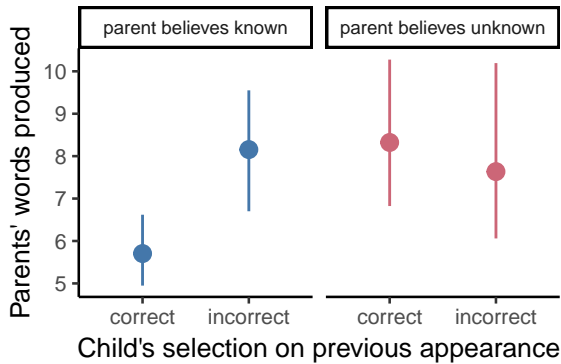 parent believes known
parent believes unknown
Parents' words produced
10
9
8
7
6
5
correct
incorrect
correct
incorrect
Child's selection on previous appearance